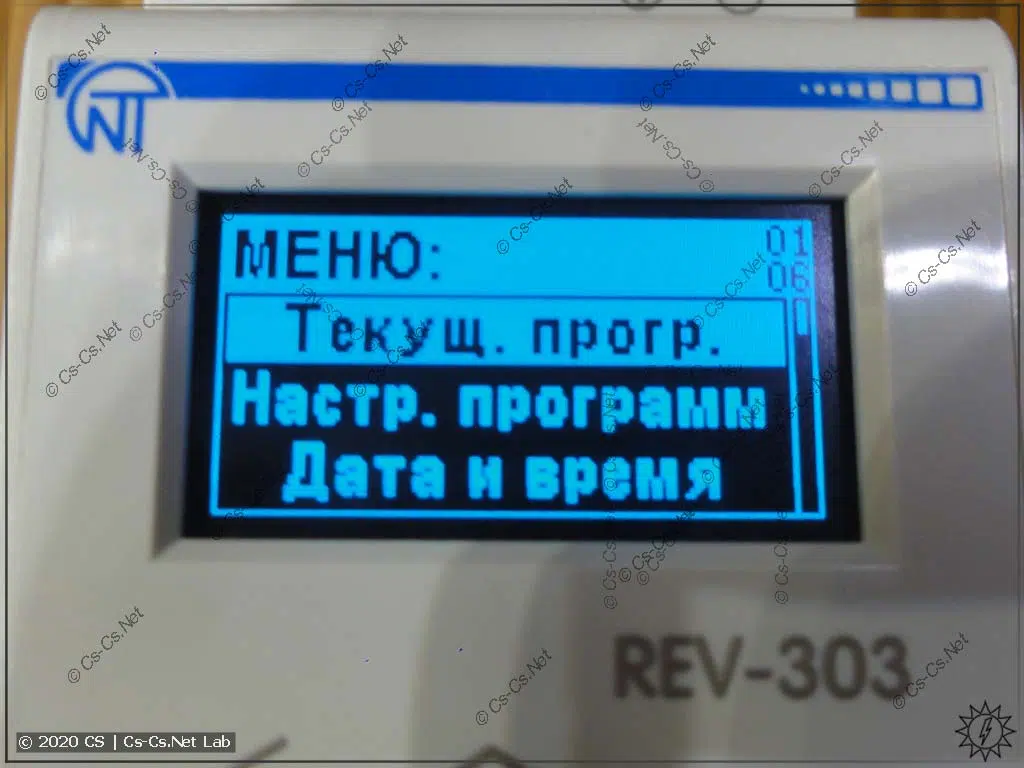 NT
МЕНЮ:
01
06
Текущ. прогр.
Настр. программ
Дата и время
REV-303
© 2020 CS | Cs-Cs.Net Lab
© Cs-Cs.Net